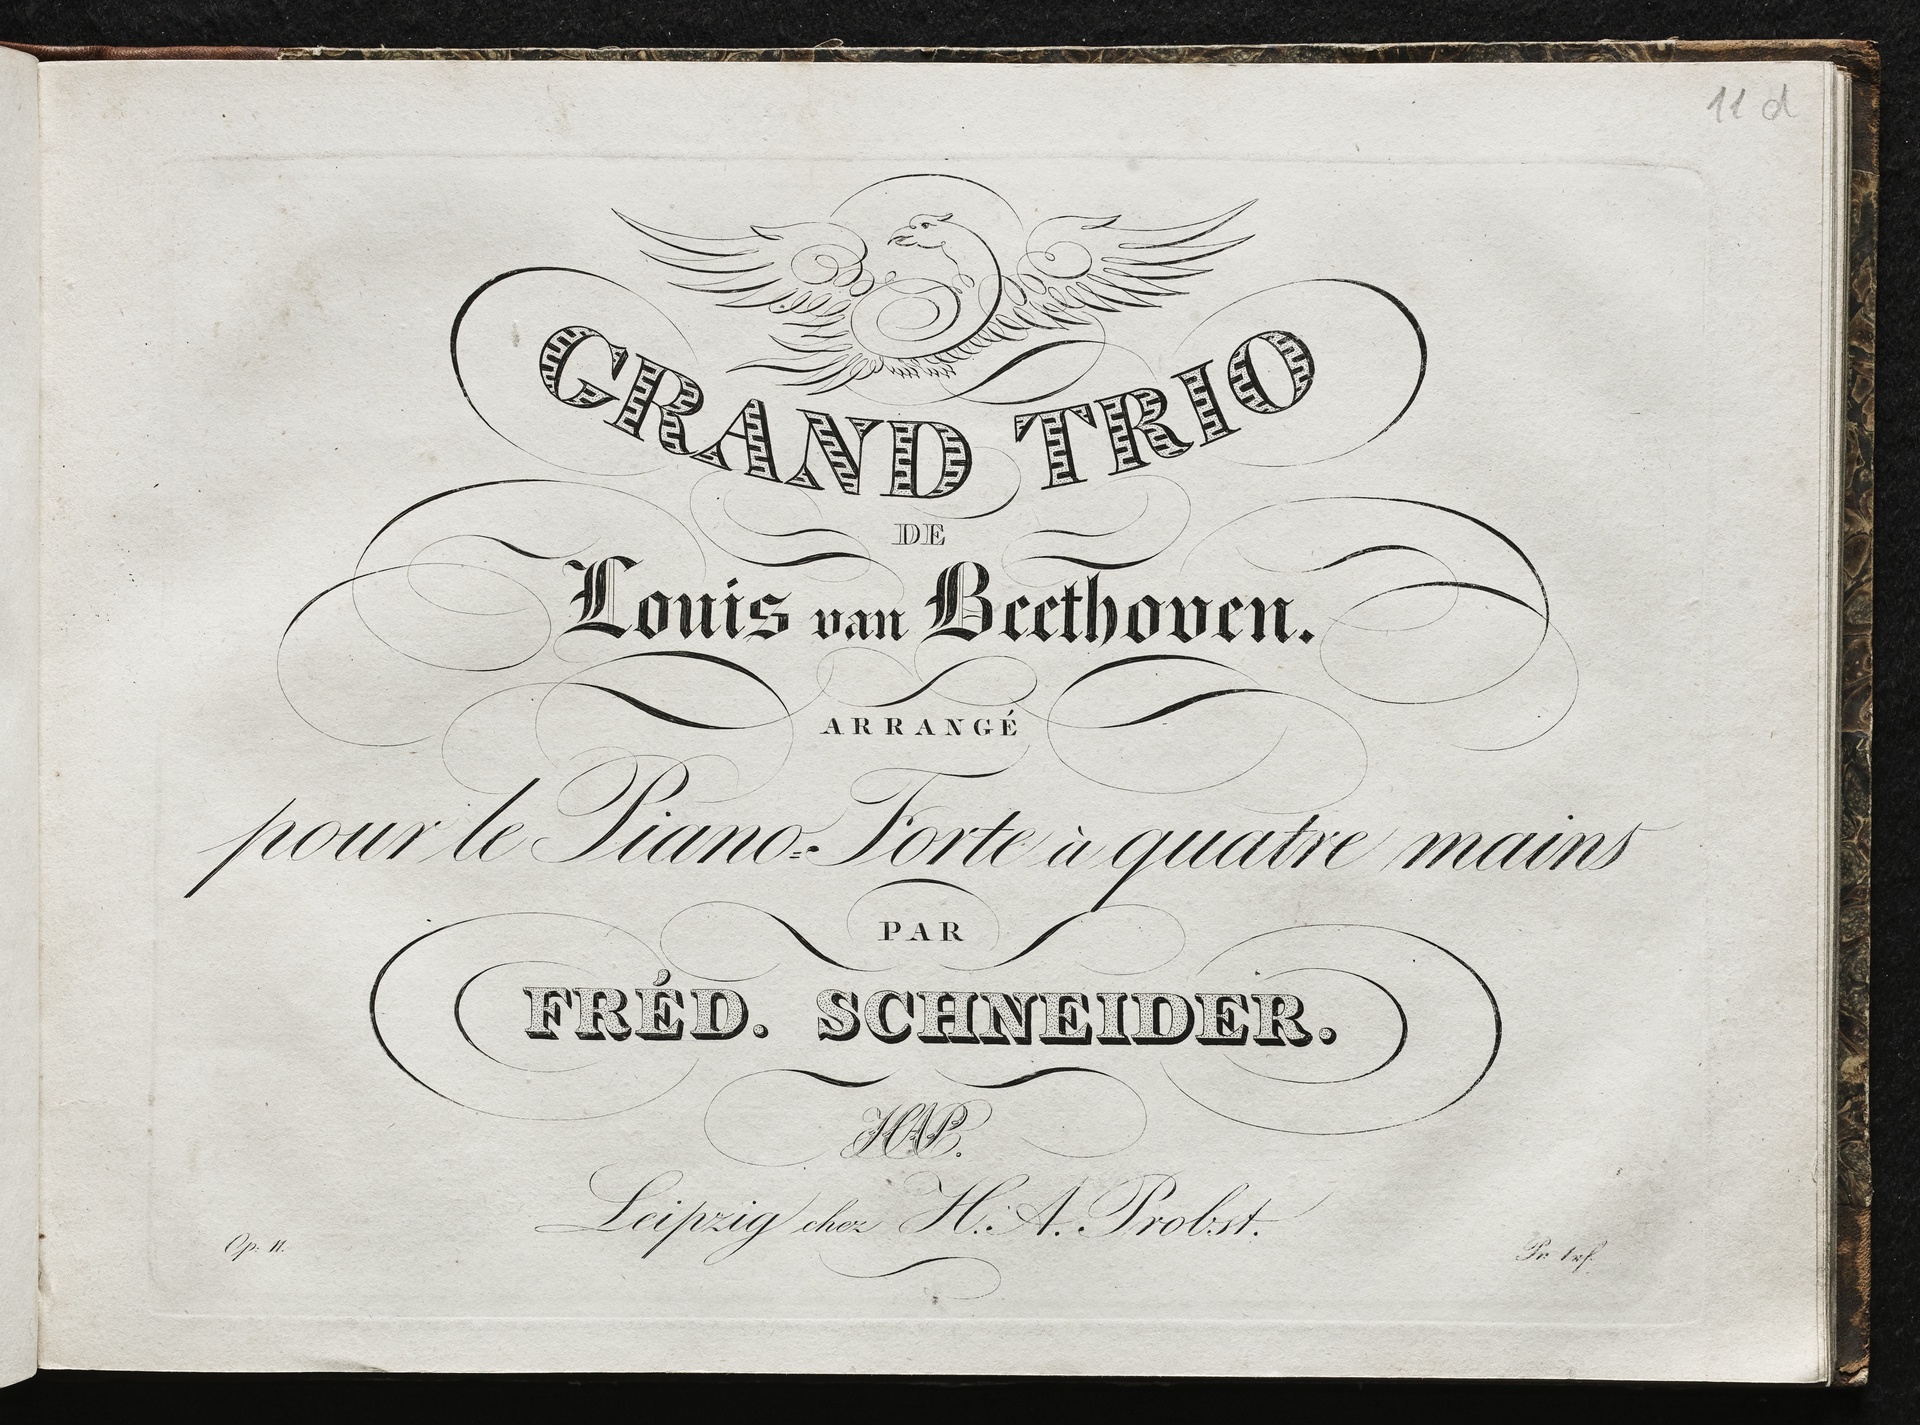 11 d
GRAND TRIO
DE
Louis van Beethoven.
ARRANGÉ
pour le Piano=Forte à quatre mains
PAR
FRÉD. SCHNEIDER.
HAP.
Leipzig chez H. A. Probst.
Op: 11.
Pr. 1 rf.